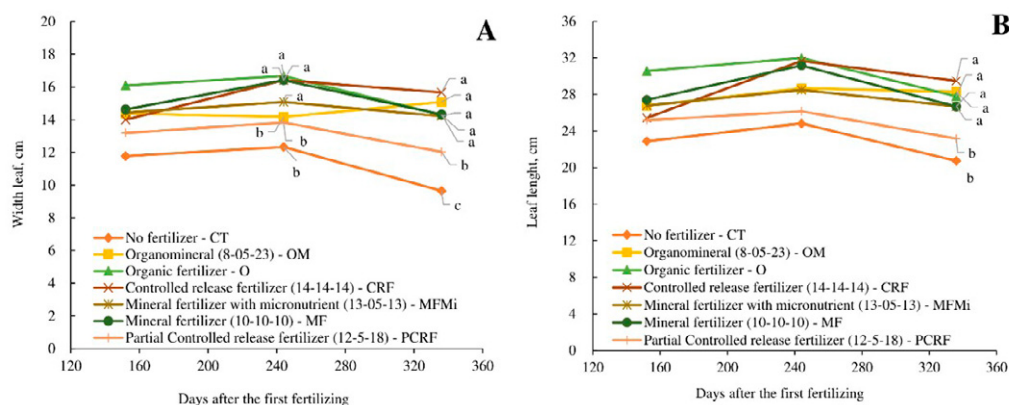 A
Width leaf, cm
20
18
16
14
12
10
8
6
4
2
0
a
a a
a
a
a
a
a
b
b
b
b
c
No fertilizer - CT
Organomineral (8-05-23) - OM
Organic fertilizer - O
Controlled release fertilizer (14-14-14) - CRF
Mineral fertilizer with micronutrient (13-05-13) - MFMi
Mineral fertilizer (10-10-10) - MF
Partial Controlled release fertilizer (12-5-18) - PCRF
120 160 200 240 280 320 360
Days after the first fertilizing
B
Leaf lenght, cm
36
32
28
24
20
16
12
8
4
0
a
a
a
a
a
b
b
No fertilizer - CT
Organomineral (8-05-23) - OM
Organic fertilizer - O
Controlled release fertilizer (14-14-14) - CRF
Mineral fertilizer with micronutrient (13-05-13) - MFMi
Mineral fertilizer (10-10-10) - MF
Partial Controlled release fertilizer (12-5-18) - PCRF
120 160 200 240 280 320 360
Days after the first fertilizing